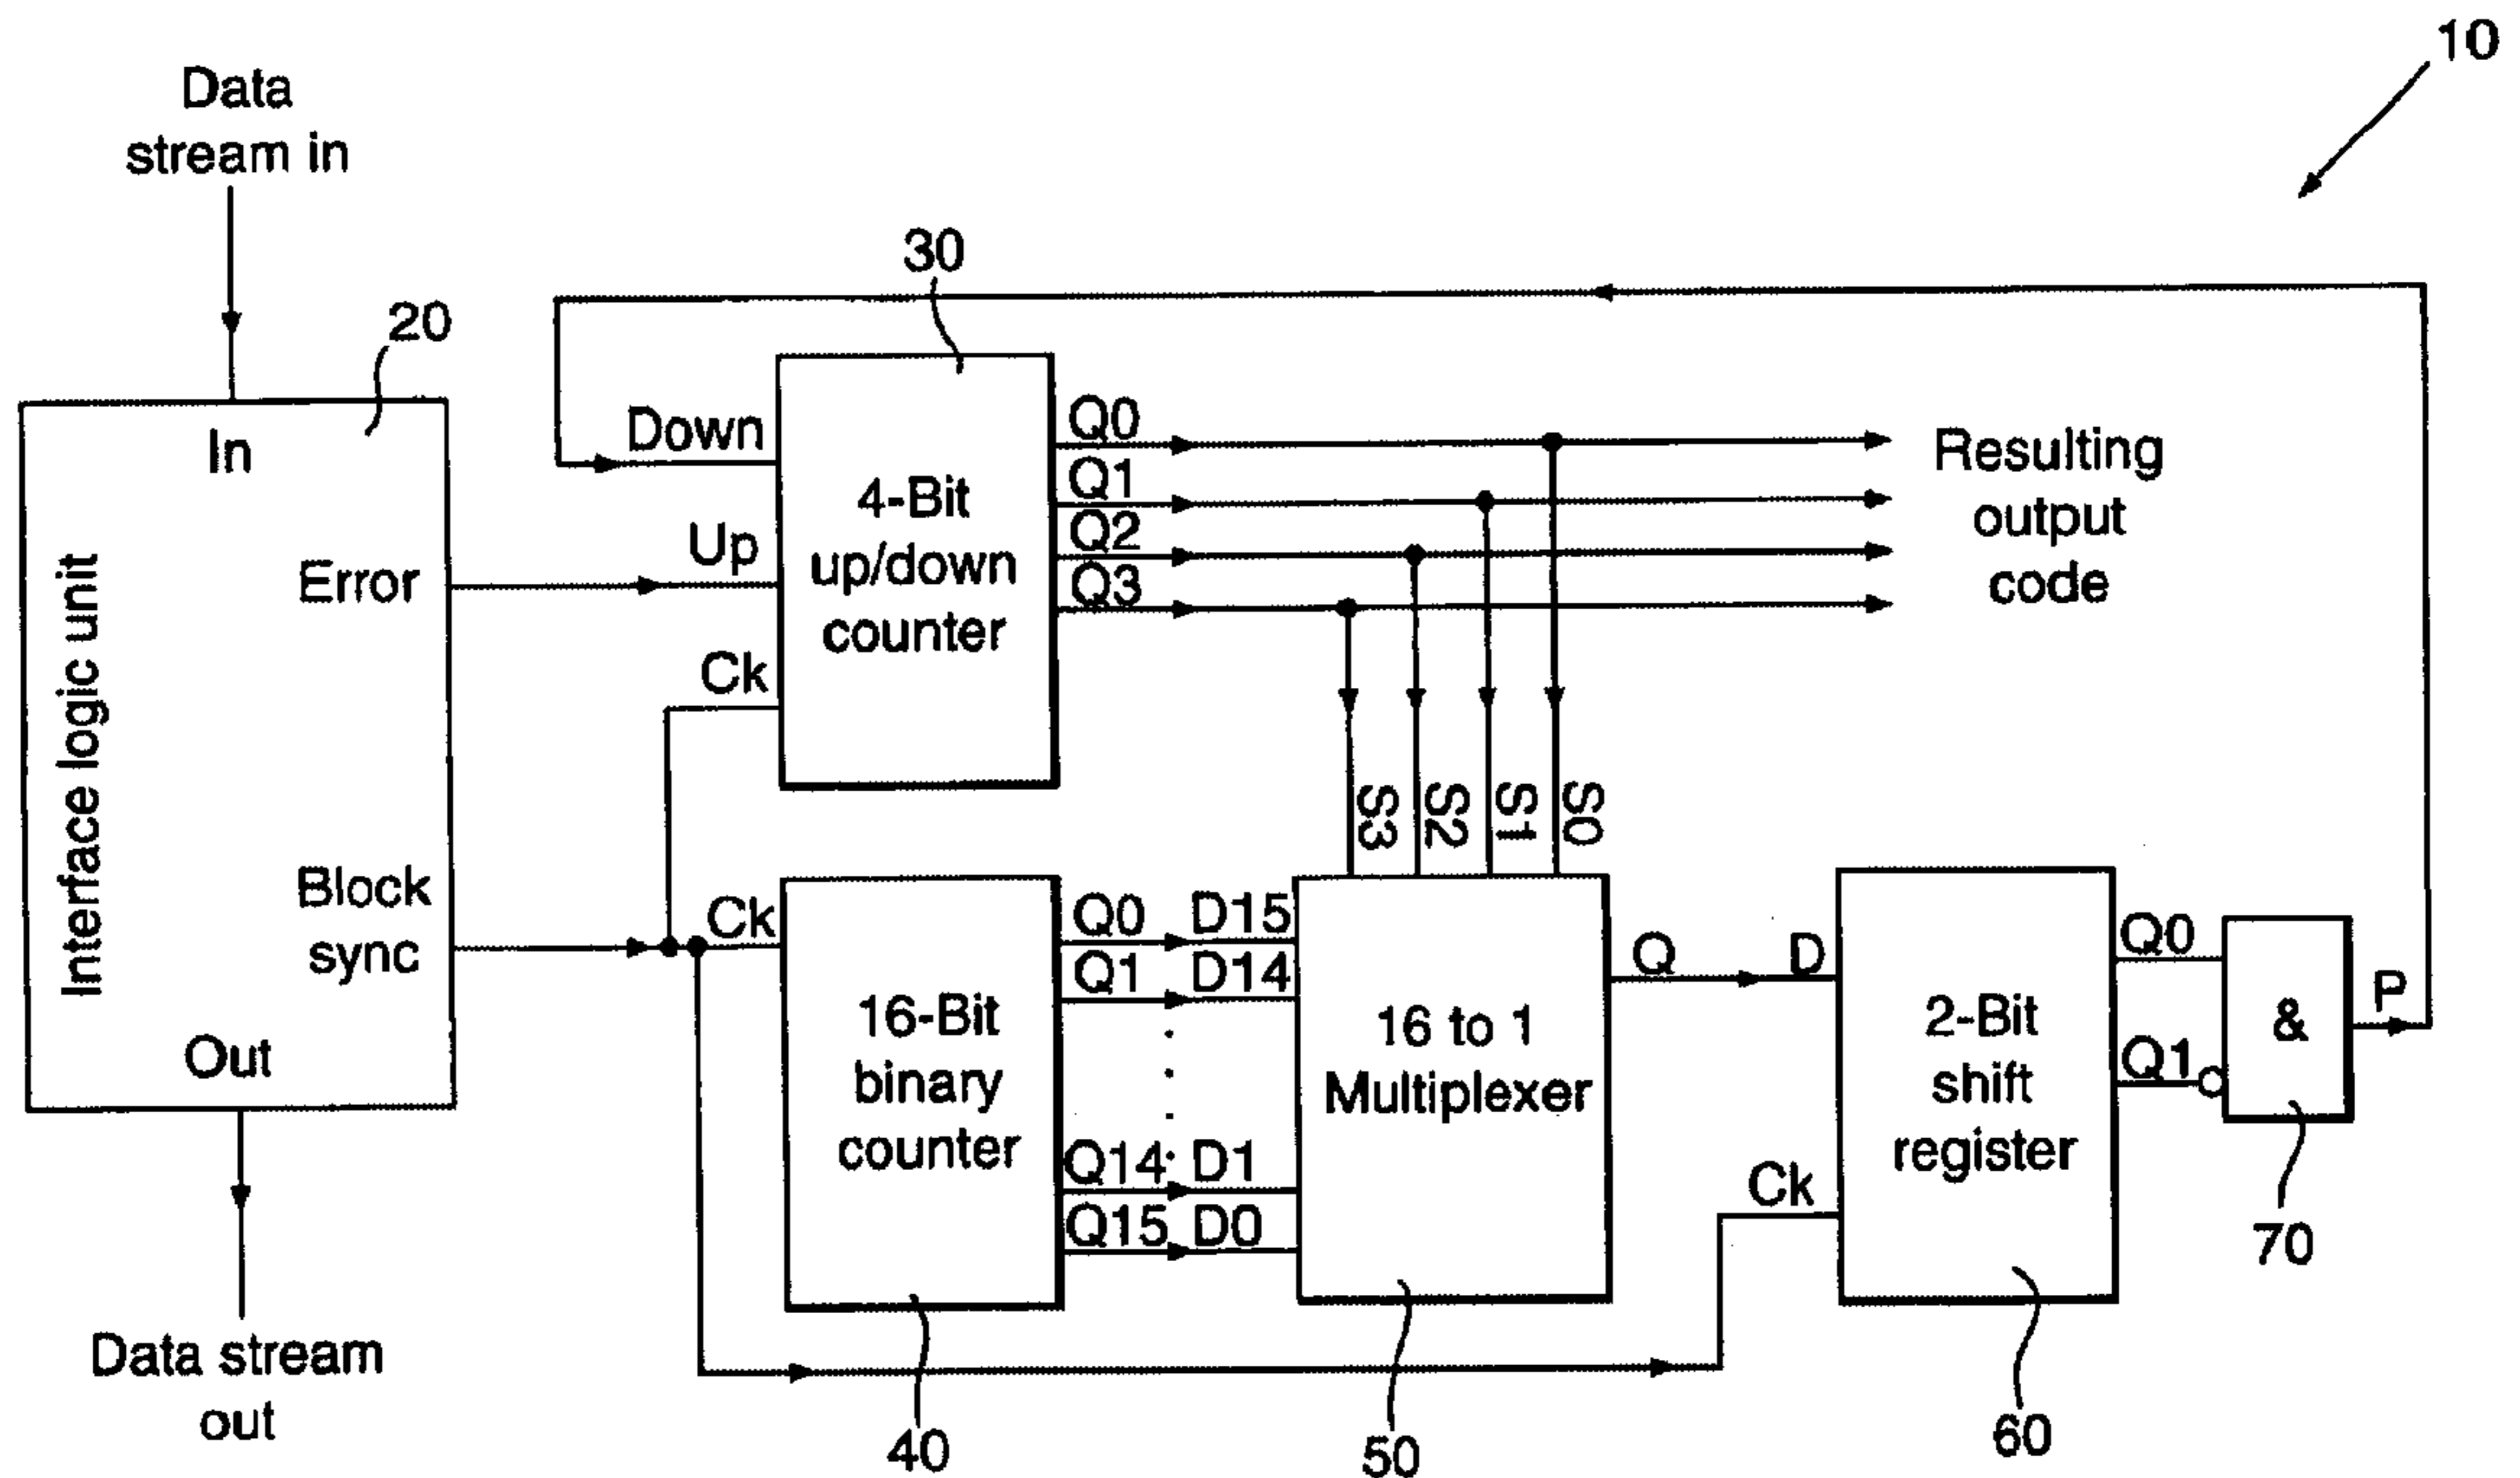 10
Data
stream in
30
20
In
Down
Q0
Q1
Q2
Q3
Resulting
output
code
4-Bit
up/down
counter
Up
Error
Ck
Interface logic unit
S3
S2
S1
S0
Block
sync
Ck
Q0
D15
Q1
D14
16-Bit
binary
counter
Q14
D1
Q15
D0
16 to 1
Multiplexer
Q
D
2-Bit
shift
register
Ck
Q0
Q1
&
P
Out
70
Data stream
out
40
50
60